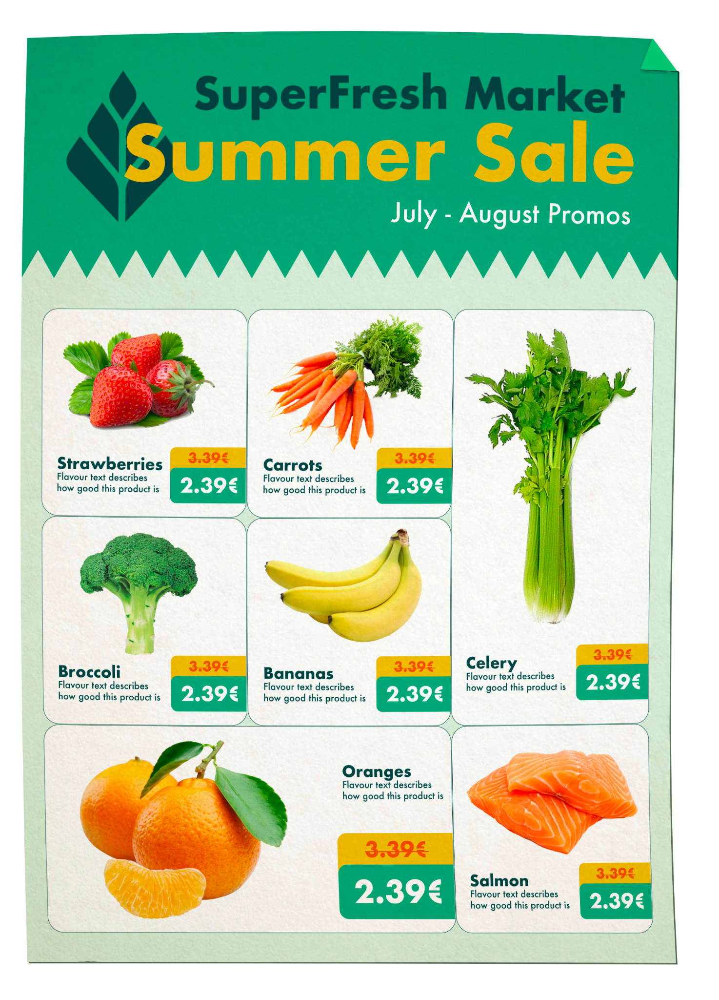 SuperFresh Market
Summer Sale
July - August Promos
Strawberries
Flavour text describes
how good this product is
3.39€
2.39€
Carrots
Flavour text describes
how good this product is
3.39€
2.39€
Broccoli
Flavour text describes
how good this product is
3.39€
2.39€
Bananas
Flavour text describes
how good this product is
3.39€
2.39€
Celery
Flavour text describes
how good this product is
3.39€
2.39€
Oranges
Flavour text describes
how good this product is
3.39€
2.39€
Salmon
Flavour text describes
how good this product is
3.39€
2.39€